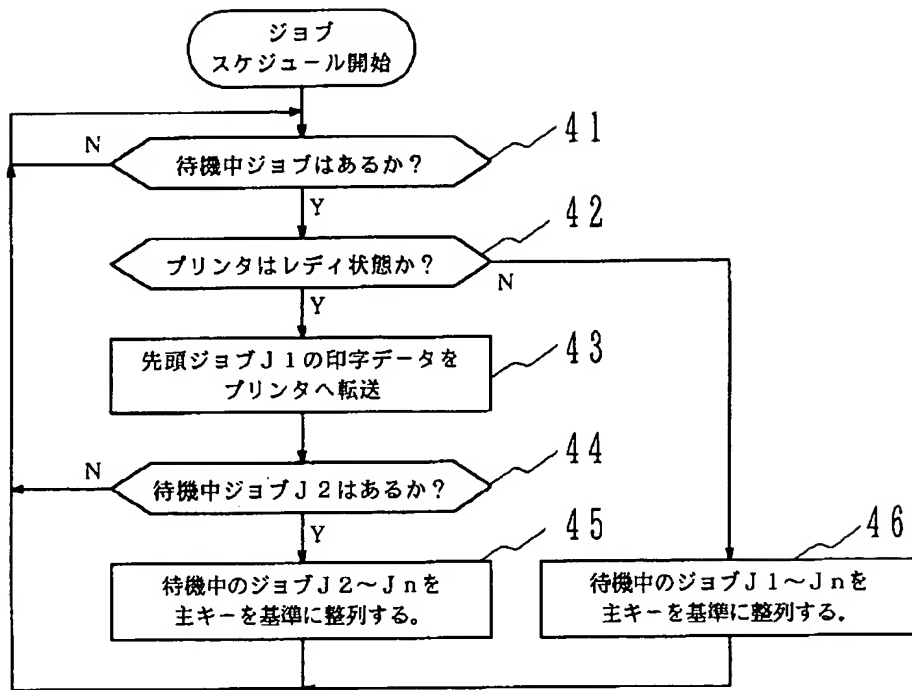 ジョブ
スケジュール開始
N
待機中ジョブはあるか？
41
Y
42
プリンタはレディ状態か？
N
Y
43
先頭ジョブJ1の印字データを
プリンタへ転送
44
N
待機中ジョブJ2はあるか？
Y
45
46
待機中のジョブJ2～Jnを
主キーを基準に整列する。
待機中のジョブJ1～Jnを
主キーを基準に整列する。